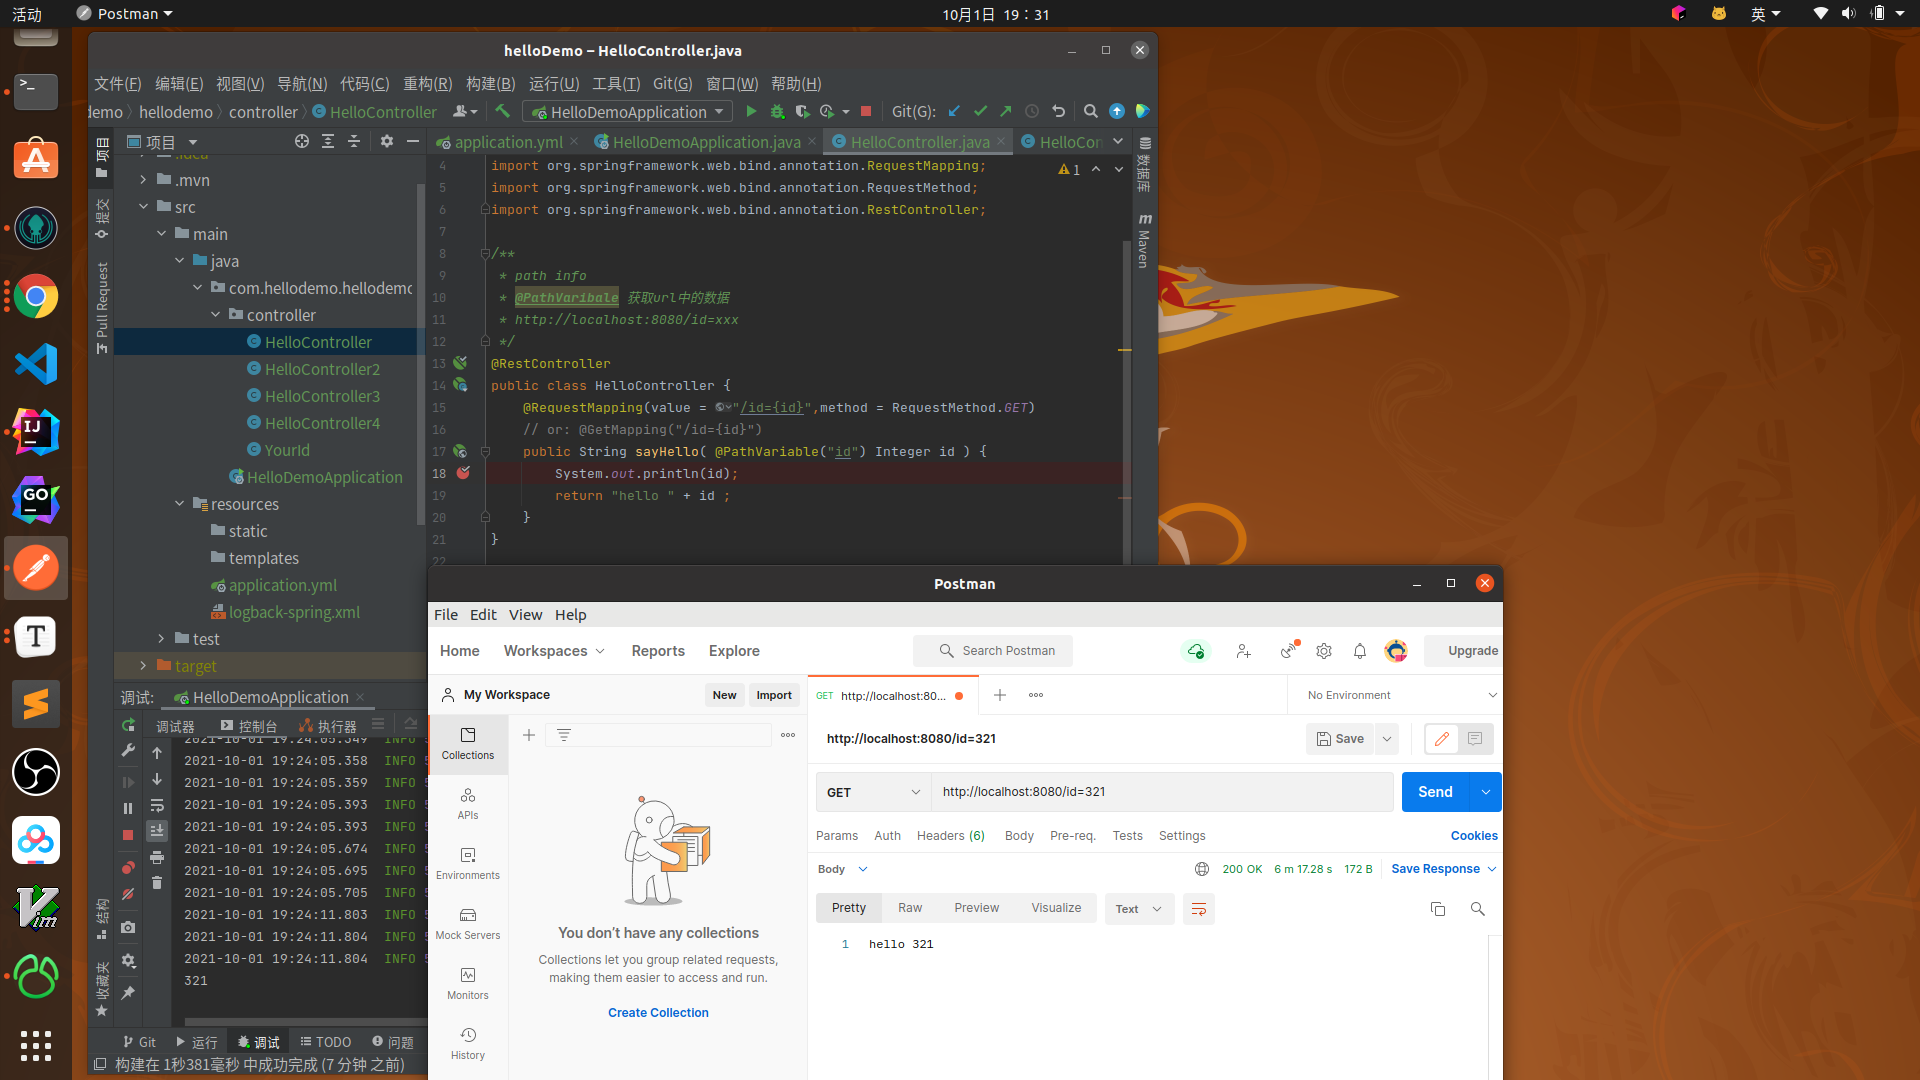 活动
Postman
10月1日 19：31
英
helloDemo – HelloController.java
文件(F) 编辑(E) 视图(V) 导航(N) 代码(C) 重构(R) 构建(B) 运行(U) 工具(T) Git(G) 窗口(W) 帮助(H)
demo hellodemo controller HelloController
HelloDemoApplication
Git(G):
项目
提交
Pull Request
结构
收藏夹
项目
.idea
.mvn
src
main
java
com.hellodemo.hellodemo
controller
HelloController
HelloController2
HelloController3
HelloController4
YourId
HelloDemoApplication
resources
static
templates
application.yml
logback-spring.xml
test
target
application.yml HelloDemoApplication.java HelloController.java HelloCon
数据库
Maven
1
4 import org.springframework.web.bind.annotation.RequestMapping;
5 import org.springframework.web.bind.annotation.RequestMethod;
6 import org.springframework.web.bind.annotation.RestController;
7
8 /**
9 * path info
10 * @PathVaribale 获取url中的数据
11 * http://localhost:8080/id=xxx
12 */
13 @RestController
14 public class HelloController {
15 @RequestMapping(value = "/id={id}",method = RequestMethod.GET)
16 // or: @GetMapping("/id={id}")
17 public String sayHello( @PathVariable("id") Integer id ) {
18 System.out.println(id);
19 return "hello " + id ;
20 }
21 }
22
调试: HelloDemoApplication
调试器 控制台 执行器
2021-10-01 19:24:05.349 INFO 5
2021-10-01 19:24:05.358 INFO 5
2021-10-01 19:24:05.359 INFO 5
2021-10-01 19:24:05.393 INFO 5
2021-10-01 19:24:05.393 INFO 5
2021-10-01 19:24:05.674 INFO 5
2021-10-01 19:24:05.695 INFO 5
2021-10-01 19:24:05.705 INFO 5
2021-10-01 19:24:11.803 INFO 5
2021-10-01 19:24:11.804 INFO 5
2021-10-01 19:24:11.804 INFO 5
321
Git 运行 调试 TODO 问题
构建在 1秒381毫秒 中成功完成 (7 分钟 之前)
Postman
File Edit View Help
Home Workspaces Reports Explore
Search Postman
Upgrade
My Workspace
New
Import
GET http://localhost:80...
No Environment
Collections
APIs
Environments
Mock Servers
Monitors
History
You don’t have any collections
Collections let you group related requests,
making them easier to access and run.
Create Collection
http://localhost:8080/id=321
Save
GET
http://localhost:8080/id=321
Send
Params Auth Headers (6) Body Pre-req. Tests Settings
Cookies
Body
200 OK 6 m 17.28 s 172 B
Save Response
Pretty Raw Preview Visualize
Text
1 hello 321